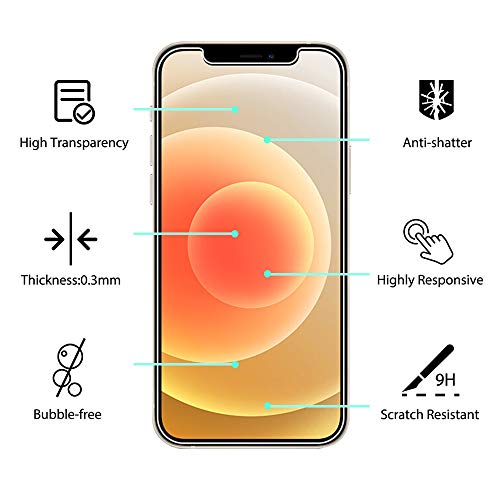 High Transparency
Anti-shatter
Thickness:0.3mm
Highly Responsive
Bubble-free
9H
Scratch Resistant